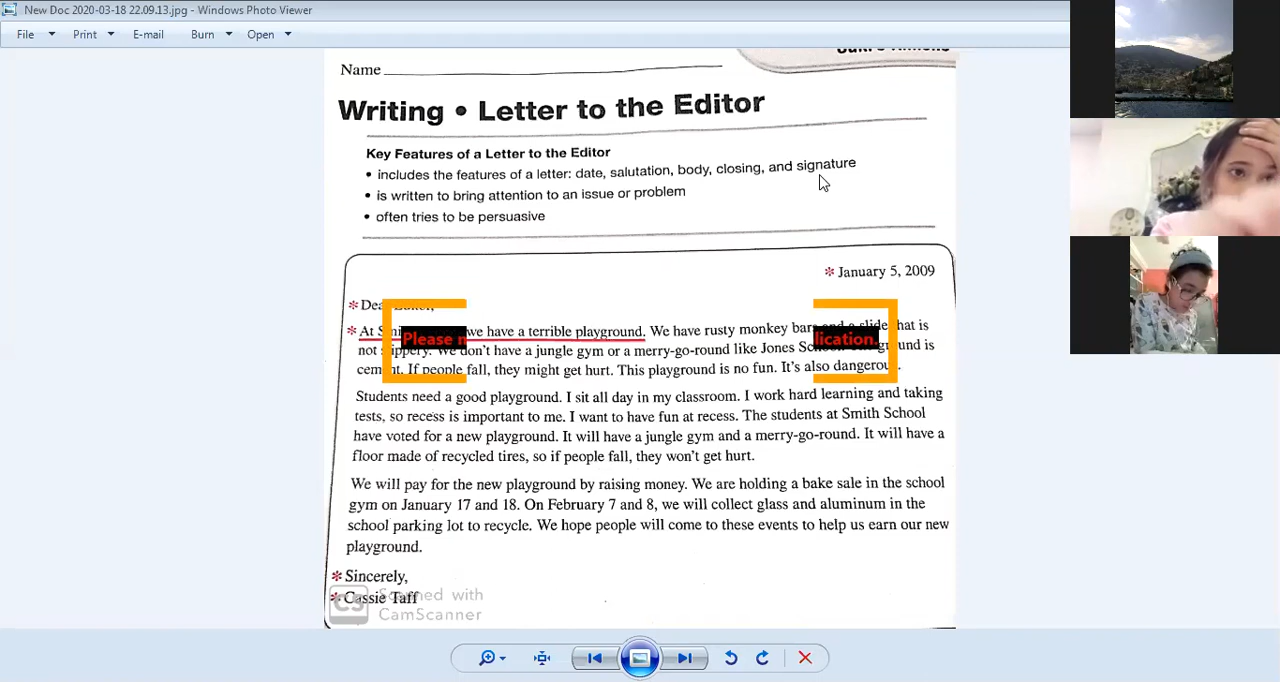 New Doc 2020-03-18 22.09.13.jpg - Windows Photo Viewer
File Print E-mail Burn Open
Name
Writing • Letter to the Editor
Key Features of a Letter to the Editor
• includes the features of a letter: date, salutation, body, closing, and signature
• is written to bring attention to an issue or problem
• often tries to be persuasive
* January 5, 2009
*
* At we have a terrible playground. We have rusty monkey bars and a slide that is
not slippery. We don't have a jungle gym or a merry-go-round like Jones is
cement. If people fall, they might get hurt. This playground is no fun. It's also dangerous.
Please lication.
Students need a good playground. I sit all day in my classroom. I work hard learning and taking
tests, so recess is important to me. I want to have fun at recess. The students at Smith School
have voted for a new playground. It will have a jungle gym and a merry-go-round. It will have a
floor made of recycled tires, so if people fall, they won't get hurt.
We will pay for the new playground by raising money. We are holding a bake sale in the school
gym on January 17 and 18. On February 7 and 8, we will collect glass and aluminum in the
school parking lot to recycle. We hope people will come to these events to help us earn our new
playground.
* Sincerely,
* Cassie Taff
CS Scanned with
CamScanner